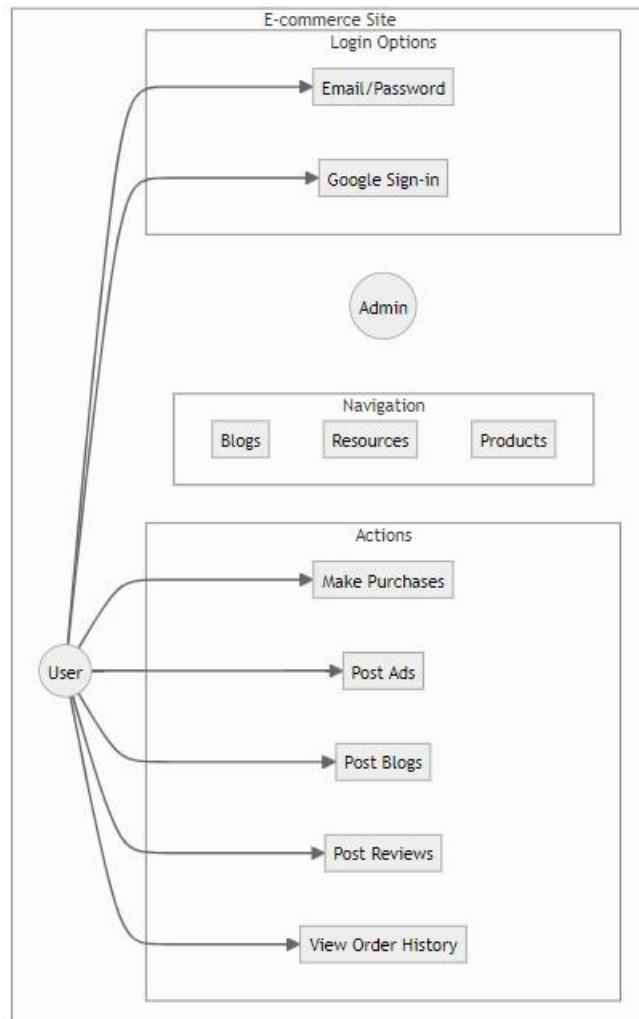 E-commerce Site
Login Options
Email/Password
Google Sign-in
Admin
Navigation
Blogs
Resources
Products
Actions
Make Purchases
User
Post Ads
Post Blogs
Post Reviews
View Order History